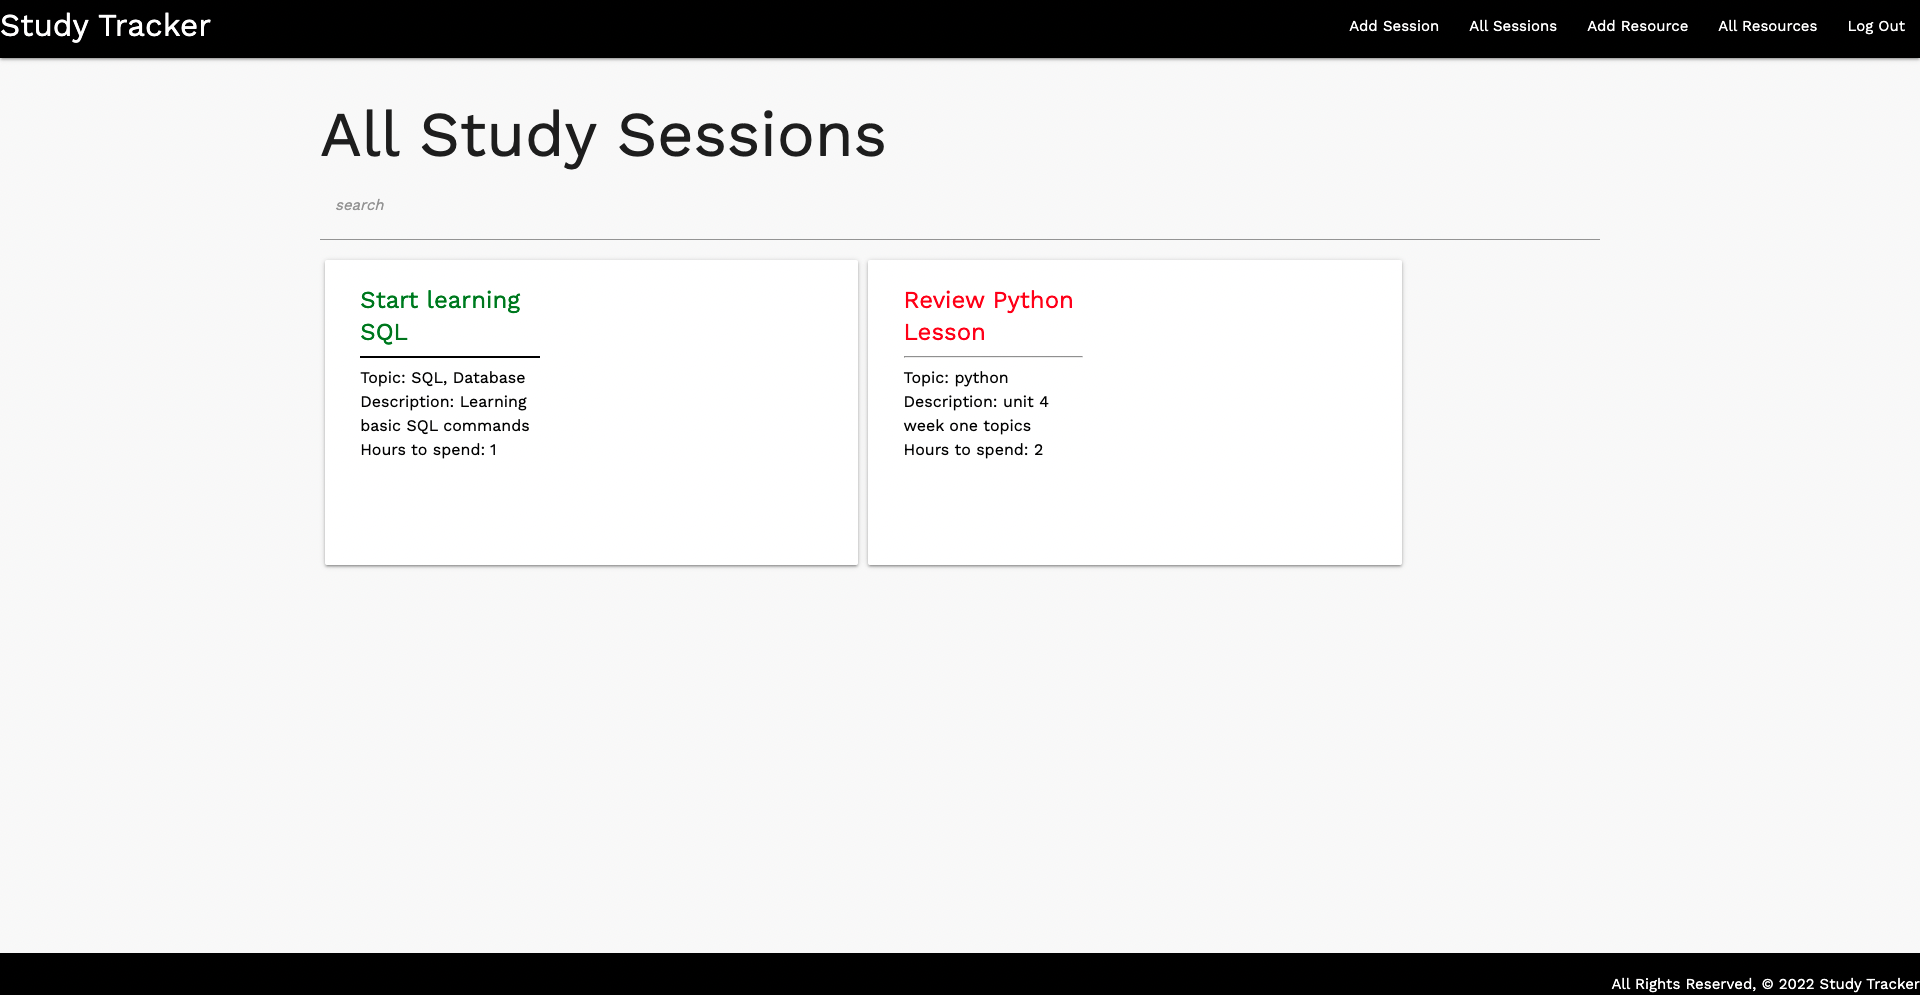 Study Tracker
Add Session
All Sessions
Add Resource
All Resources
Log Out
All Study Sessions
search
Start learning
SQL
Topic: SQL, Database
Description: Learning
basic SQL commands
Hours to spend: 1
Review Python
Lesson
Topic: python
Description: unit 4
week one topics
Hours to spend: 2
All Rights Reserved, © 2022 Study Tracker